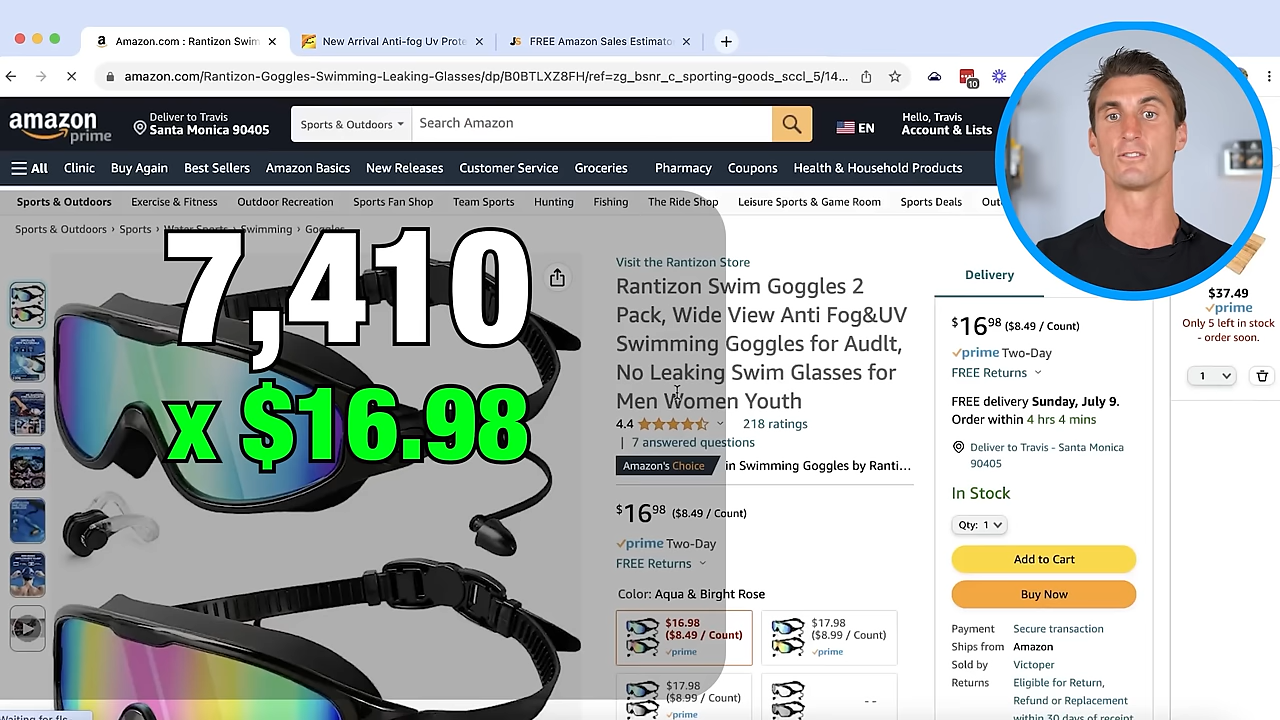 Amazon.com : Rantizon Swim
New Arrival Anti-fog Uv Prote
FREE Amazon Sales Estimato
amazon.com/Rantizon-Goggles-Swimming-Leaking-Glasses/dp/B0BTLXZ8FH/ref=zg_bsnr_c_sporting-goods_sccl_5/14...
10
amazon
prime
Deliver to Travis
Santa Monica 90405
Sports & Outdoors
Search Amazon
EN
Hello, Travis
Account & Lists
All
Clinic
Buy Again
Best Sellers
Amazon Basics
New Releases
Customer Service
Groceries
Pharmacy
Coupons
Health & Household Products
Sports & Outdoors
Exercise & Fitness
Outdoor Recreation
Sports Fan Shop
Team Sports
Hunting
Fishing
The Ride Shop
Leisure Sports & Game Room
Sports Deals
Sports & Outdoors › Sports › Water Sports › Swimming › Goggles
7,410
x $16.98
Visit the Rantizon Store
Rantizon Swim Goggles 2
Pack, Wide View Anti Fog&UV
Swimming Goggles for Audlt,
No Leaking Swim Glasses for
Men Women Youth
4.4
218 ratings
| 7 answered questions
Amazon's Choice in Swimming Goggles by Ranti...
$16 98 ($8.49 / Count)
prime Two-Day
FREE Returns
Color: Aqua & Birght Rose
$16.98
($8.49 / Count)
prime
$17.98
($8.99 / Count)
prime
$17.98
($8.99 / Count)
prime
--
Delivery
$16 98 ($8.49 / Count)
prime Two-Day
FREE Returns
FREE delivery Sunday, July 9.
Order within 4 hrs 4 mins
Deliver to Travis - Santa Monica
90405
In Stock
Qty: 1
Add to Cart
Buy Now
Payment Secure transaction
Ships from Amazon
Sold by Victoper
Returns Eligible for Return,
Refund or Replacement
within 30 days of receipt
$37.49
prime
Only 5 left in stock
- order soon.
1